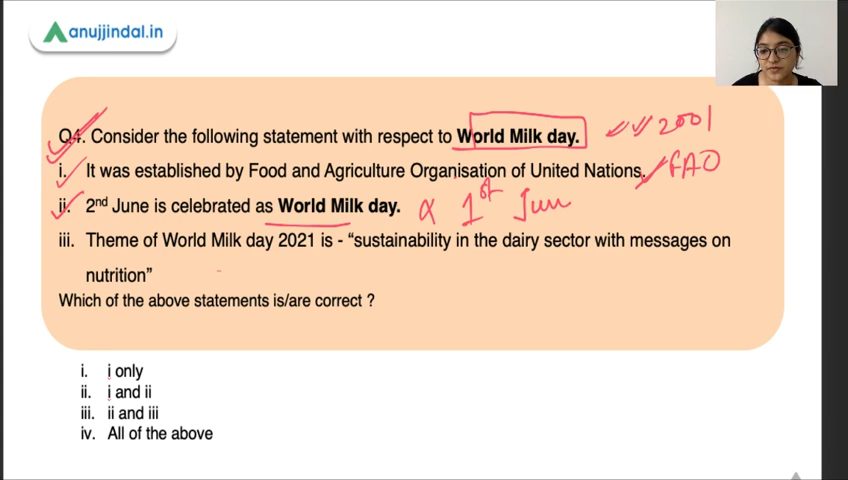 anujjindal.in
Q4. Consider the following statement with respect to World Milk day. 2001
i. It was established by Food and Agriculture Organisation of United Nations. FAO
ii. 2nd June is celebrated as World Milk day. 1st Jun
iii. Theme of World Milk day 2021 is - “sustainability in the dairy sector with messages on
nutrition”
Which of the above statements is/are correct ?
i. i only
ii. i and ii
iii. ii and iii
iv. All of the above